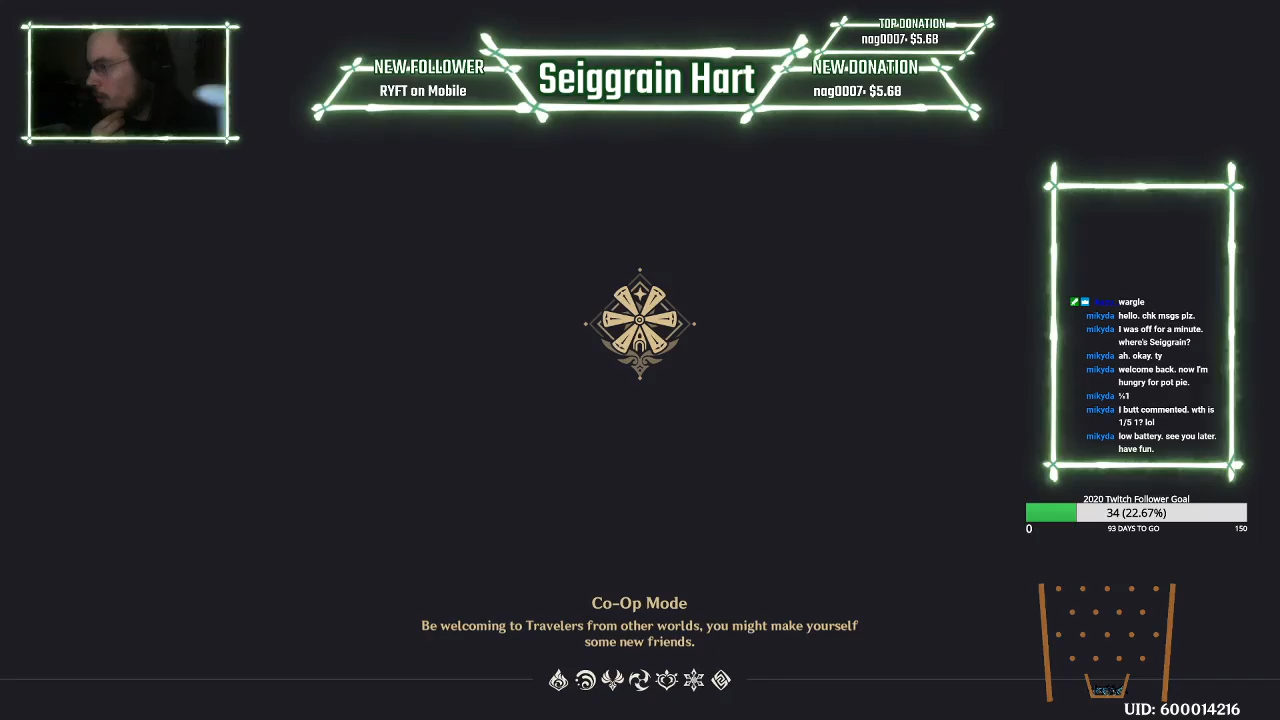 TOP DONATION
nag0007: $5.68
NEW FOLLOWER
RYFT on Mobile
Seiggrain Hart
NEW DONATION
nag0007: $5.68
wargle
mikyda hello. chk msgs plz.
mikyda I was off for a minute.
where's Seiggrain?
mikyda ah. okay. ty
mikyda welcome back. now I'm
hungry for pot pie.
mikyda ⅕1
mikyda I butt commented. wth is
1/5 1? lol
mikyda low battery. see you later.
have fun.
2020 Twitch Follower Goal
34 (22.67%)
0 93 DAYS TO GO 150
Co-Op Mode
Be welcoming to Travelers from other worlds, you might make yourself
some new friends.
UID: 600014216